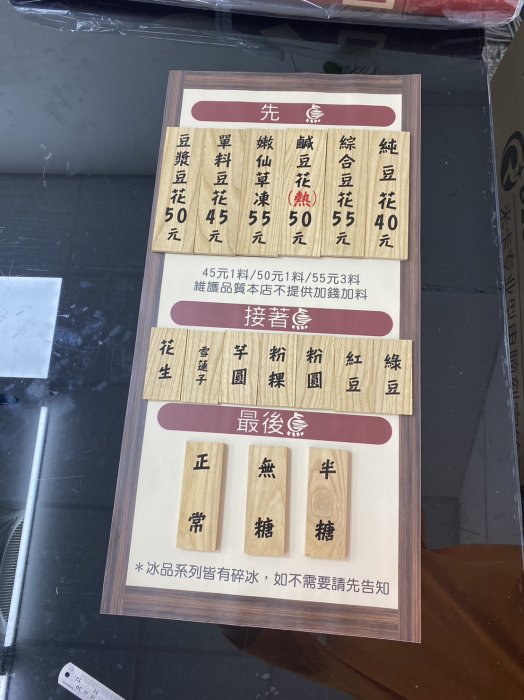 先 点
純豆花40元
綜合豆花55元
鹹豆花(熱)50元
嫩仙草凍55元
單料豆花45元
豆漿豆花50元
45元1料/50元1料/55元3料
維護品質本店不提供加錢加料
接著点
綠豆
紅豆
粉圓
粉粿
芋圓
雪蓮子
花生
最後点
半糖
無糖
正常
＊冰品系列皆有碎冰，如不需要請先告知